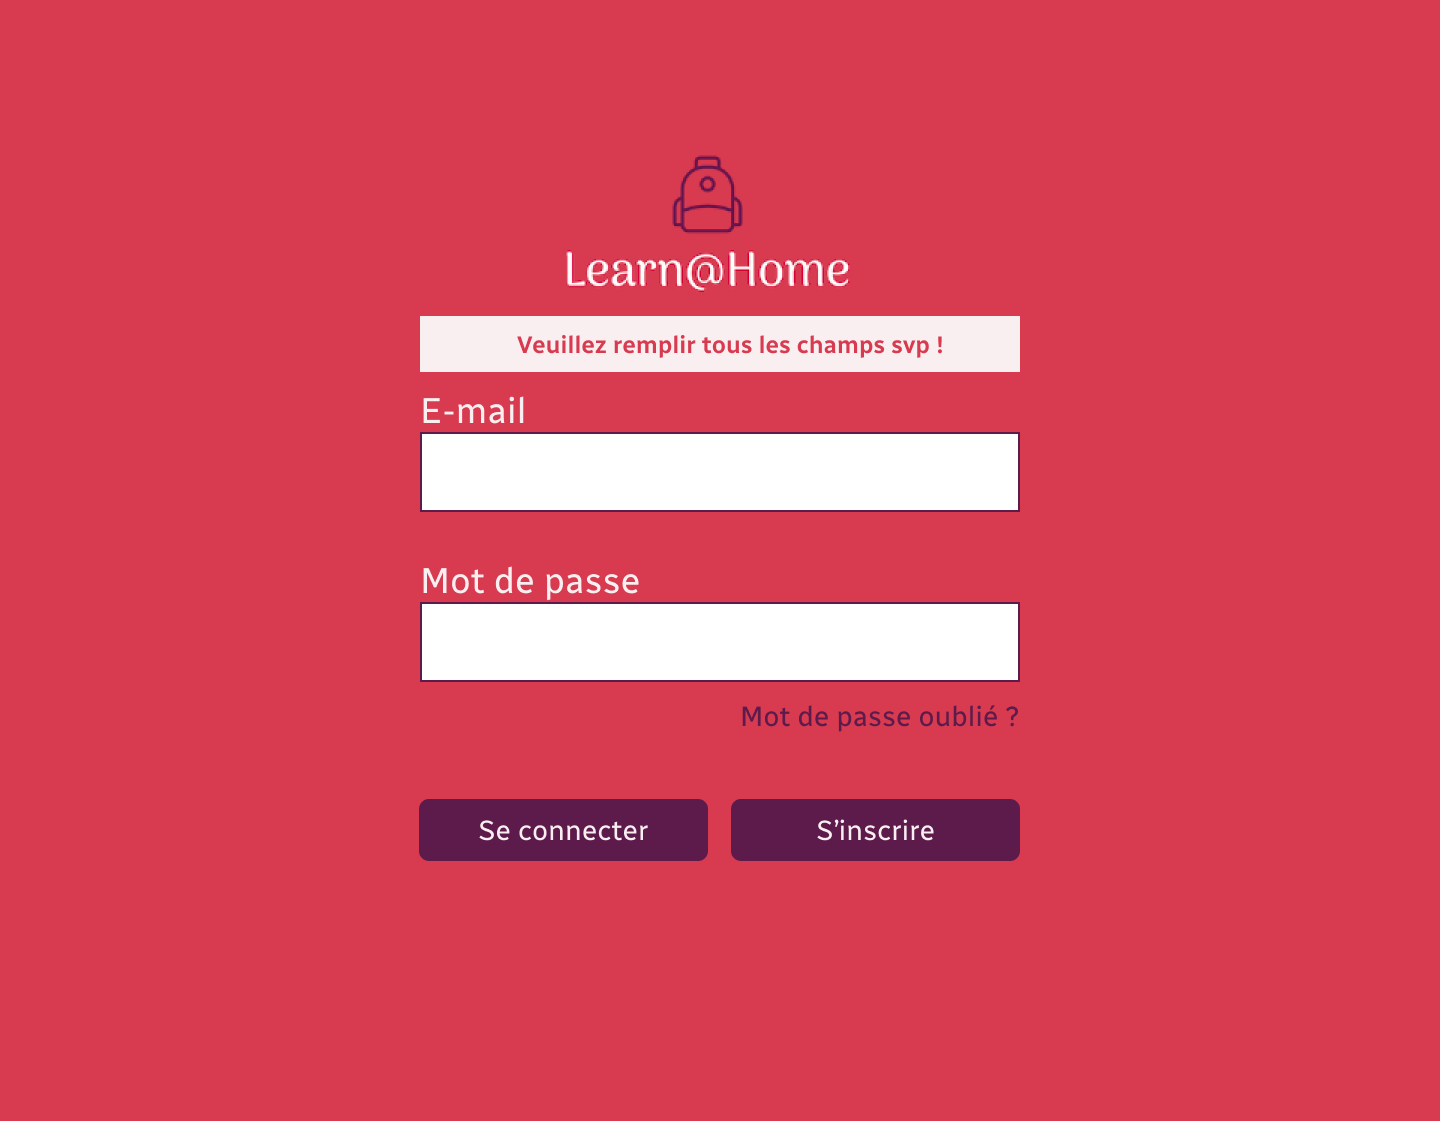 Learn@Home
Veuillez remplir tous les champs svp !
E-mail
Mot de passe
Mot de passe oublié ?
Se connecter
S’inscrire